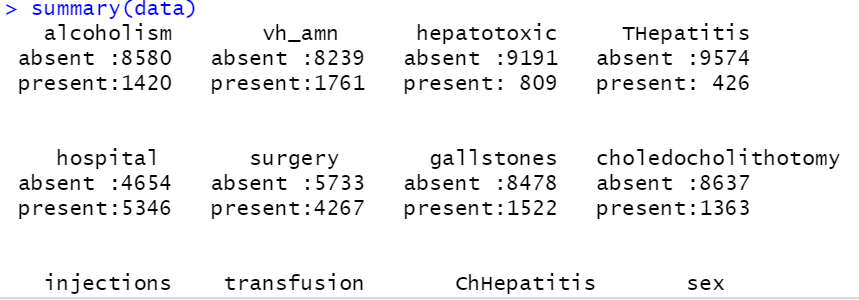 > summary(data)
alcoholism vh_amn hepatotoxic THepatitis
absent :8580 absent :8239 absent :9191 absent :9574
present:1420 present:1761 present: 809 present: 426
hospital surgery gallstones choledocholithotomy
absent :4654 absent :5733 absent :8478 absent :8637
present:5346 present:4267 present:1522 present:1363
injections transfusion ChHepatitis sex